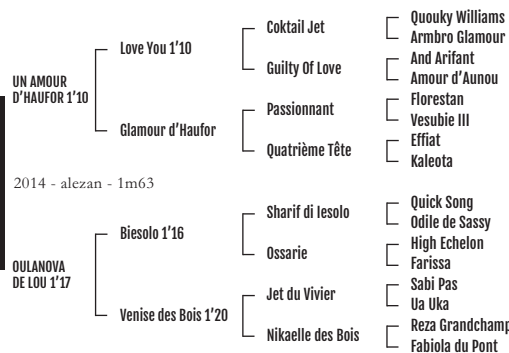 Quouky Williams
Coktail Jet
Armbro Glamour
Love You 1’10
And Arifant
Guilty Of Love
Amour d’Aunou
UN AMOUR
D’HAUFOR 1’10
Florestan
Passionnant
Vesubie III
Glamour d’Haufor
Effiat
Quatrième Tête
Kaleota
2014 - alezan - 1m63
Quick Song
Sharif di Iesolo
Odile de Sassy
Biesolo 1’16
High Echelon
Ossarie
Farissa
OULANOVA
DE LOU 1’17
Sabi Pas
Jet du Vivier
Ua Uka
Venise des Bois 1’20
Reza Grandchamp
Nikaelle des Bois
Fabiola du Pont